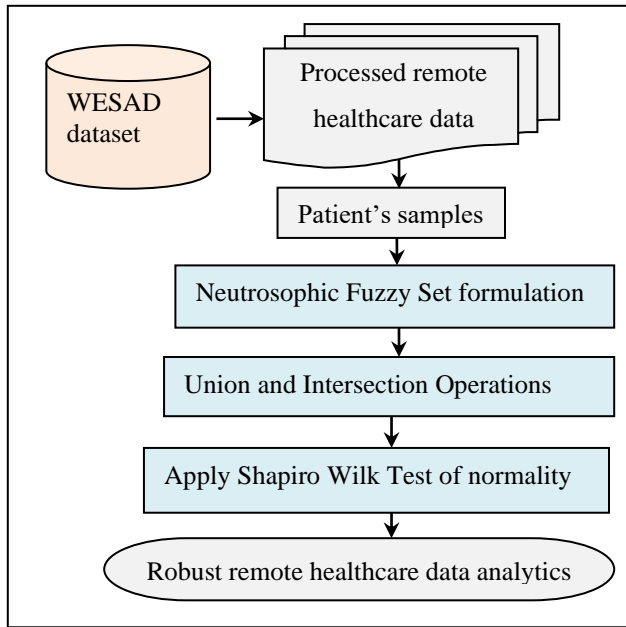 WESAD
dataset
Processed remote
healthcare data
Patient's samples
Neutrosophic Fuzzy Set formulation
Union and Intersection Operations
Apply Shapiro Wilk Test of normality
Robust remote healthcare data analytics